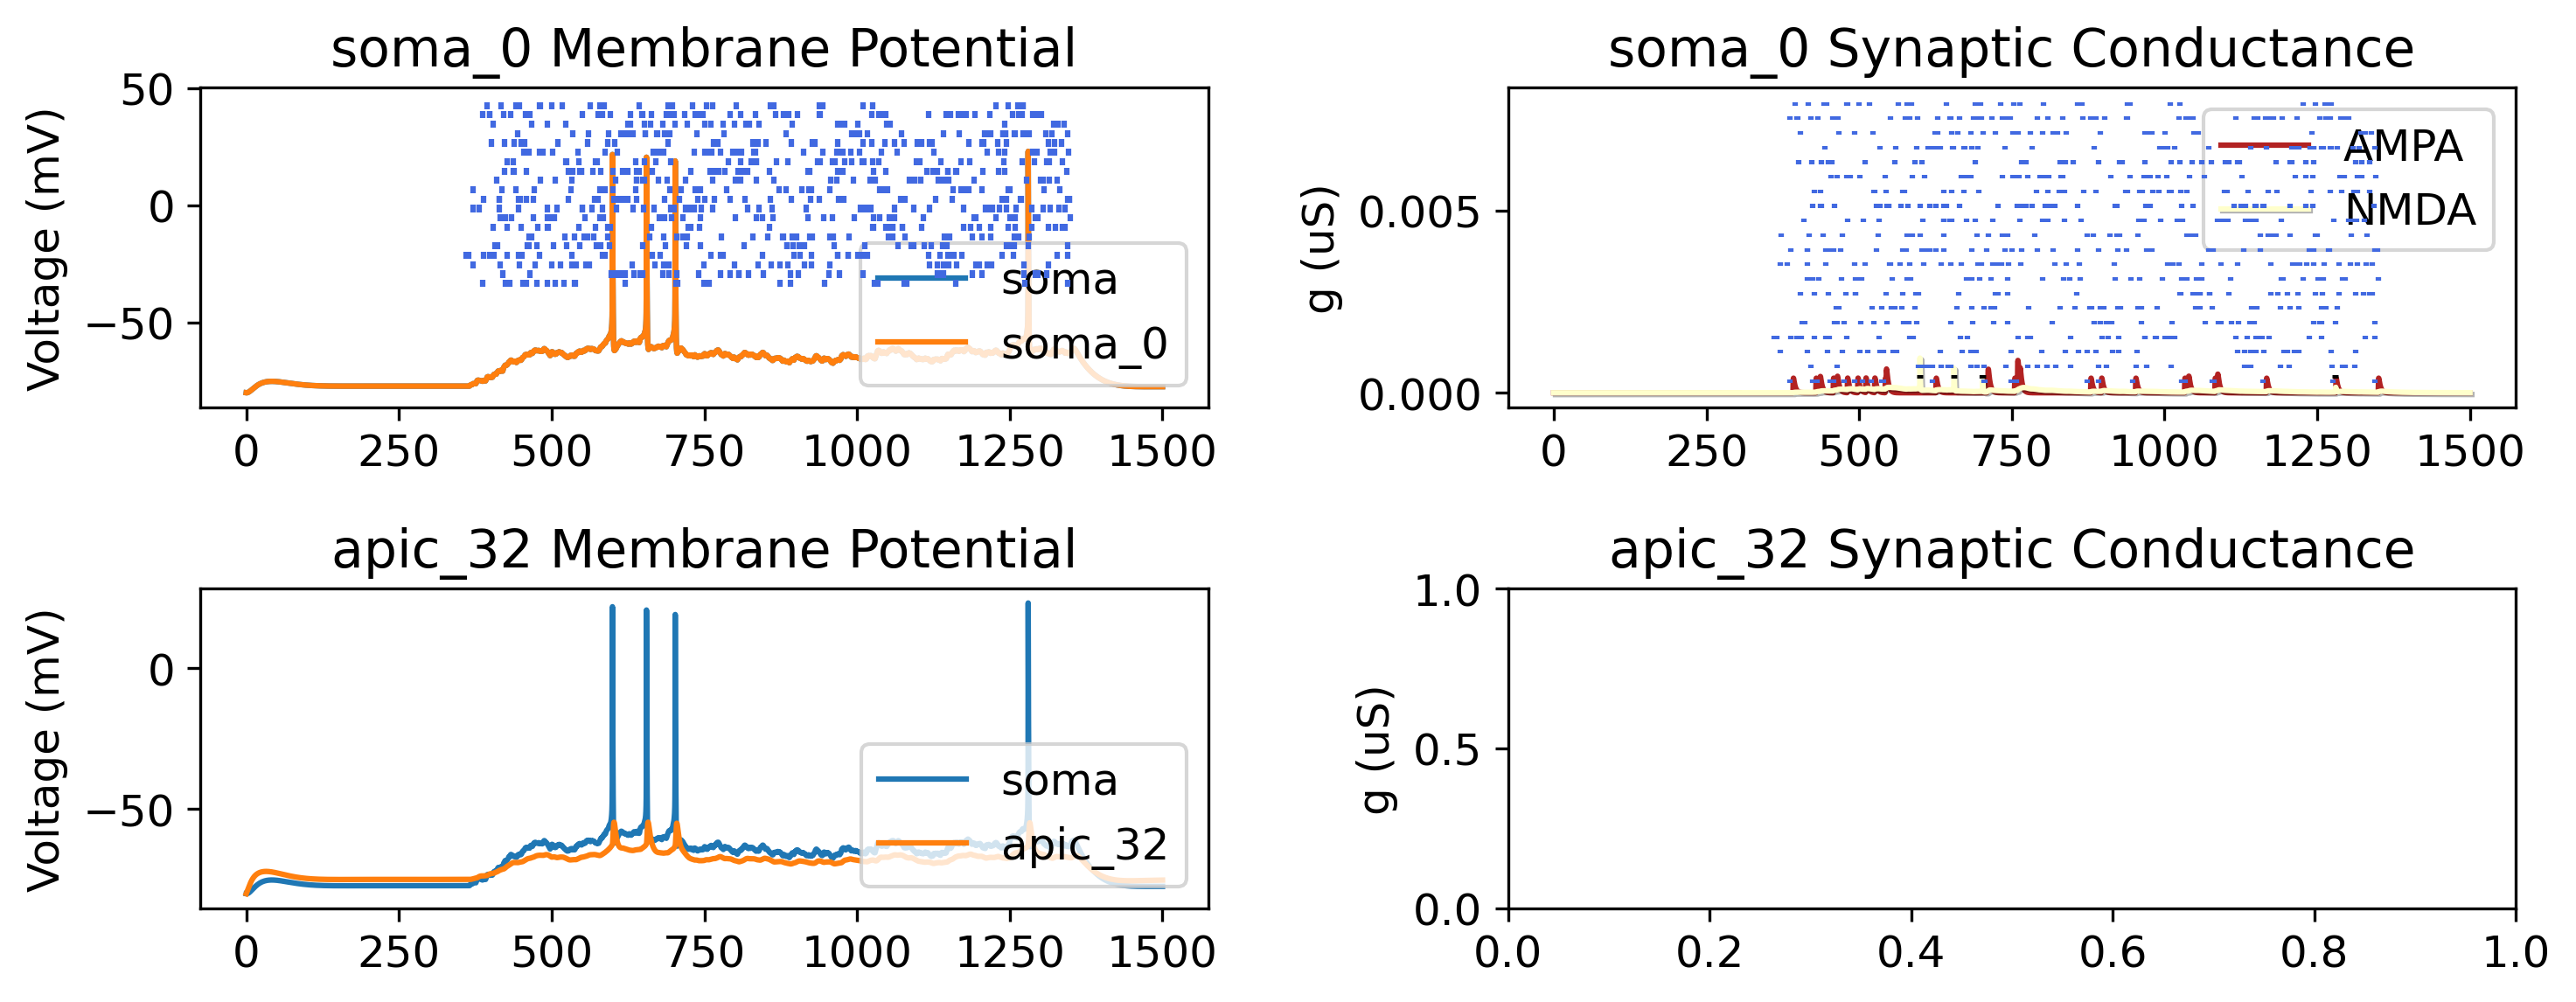 soma_0 Membrane Potential
Voltage (mV)
50
0
−50
soma
soma_0
0 250 500 750 1000 1250 1500
soma_0 Synaptic Conductance
g (uS)
0.005
0.000
AMPA
NMDA
0 250 500 750 1000 1250 1500
apic_32 Membrane Potential
Voltage (mV)
0
−50
soma
apic_32
0 250 500 750 1000 1250 1500
apic_32 Synaptic Conductance
g (uS)
1.0
0.5
0.0
0.0 0.2 0.4 0.6 0.8 1.0